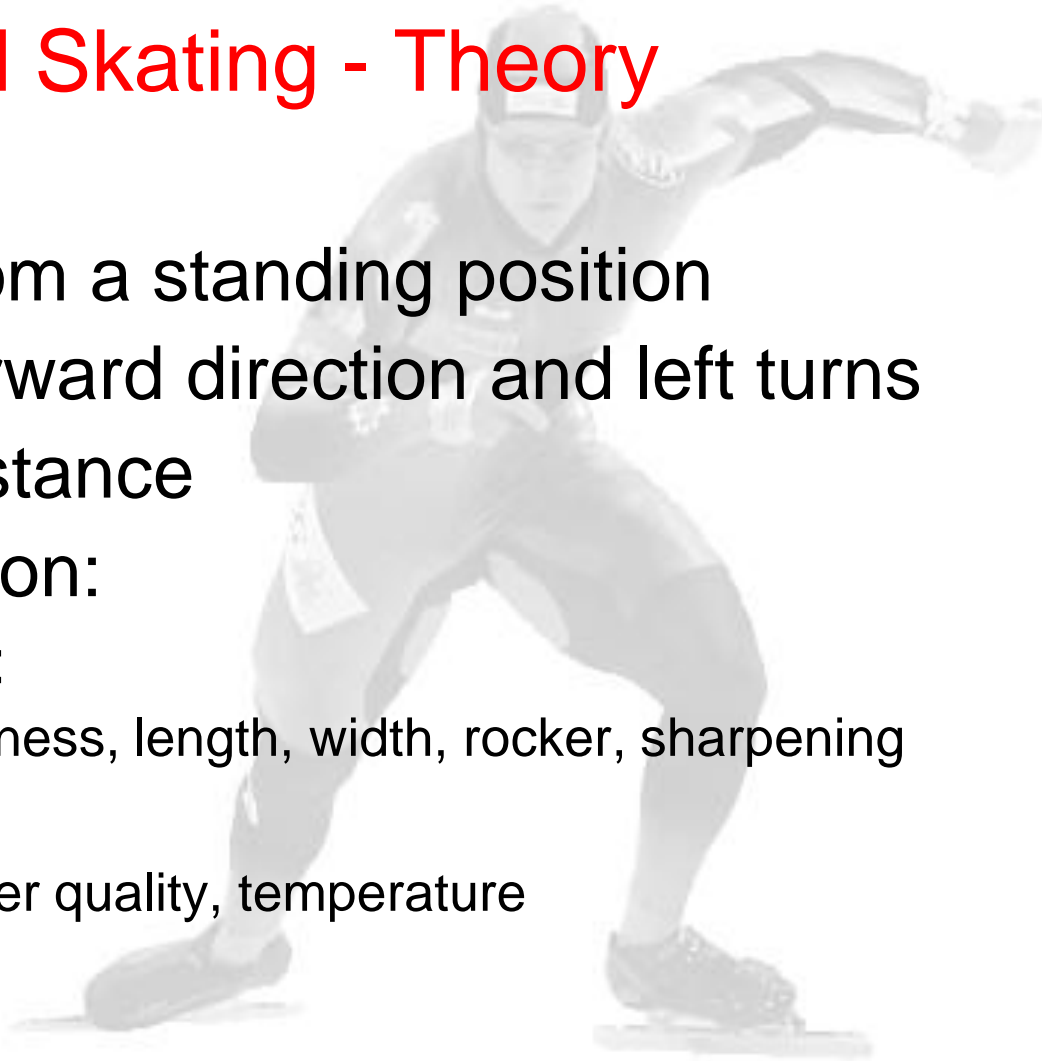 l Skating - Theory
om a standing position
rward direction and left turns
stance
on:
:
ness, length, width, rocker, sharpening
er quality, temperature